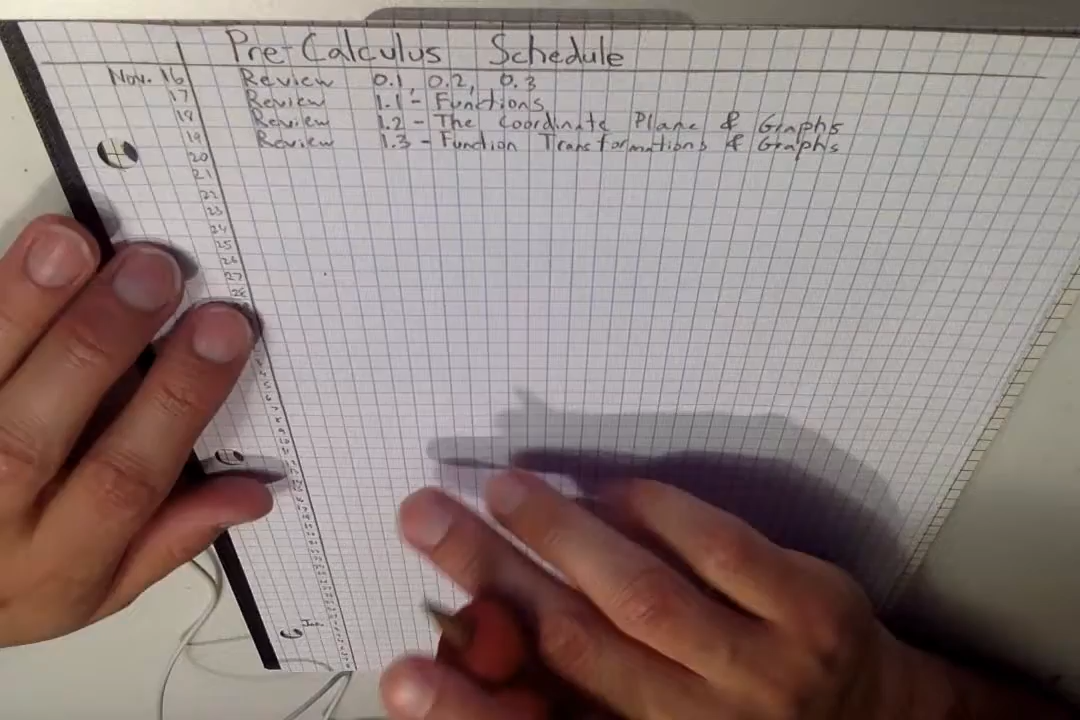 Pre-Calculus Schedule
Nov. 16 Review 0.1, 0.2, 0.3
17 Review 1.1 - Functions
18 Review 1.2 - The Coordinate Plane & Graphs
19 Review 1.3 - Function Transformations & Graphs
20
21
22
23
24
25
26
27
28